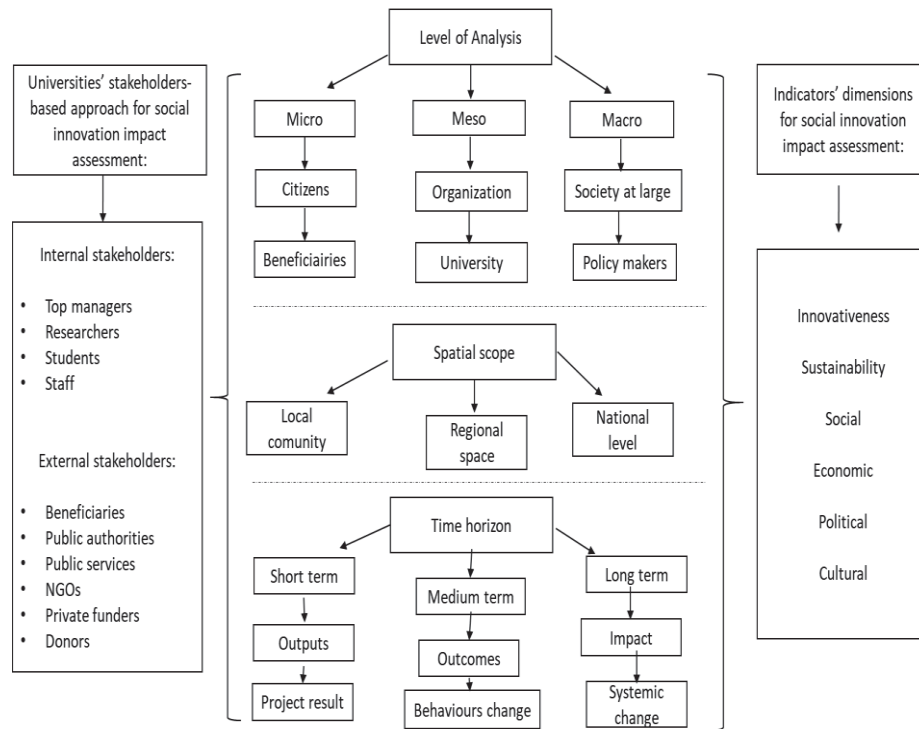 Universities' stakeholders-
based approach for social
innovation impact
assessment:
Internal stakeholders:
• Top managers
• Researchers
• Students
• Staff
External stakeholders:
• Beneficiaries
• Public authorities
• Public services
• NGOs
• Private funders
• Donors
Level of Analysis
Micro
Meso
Macro
Citizens
Organization
Society at large
Beneficiairies
University
Policy makers
Spatial scope
Local
comunity
Regional
space
National
level
Time horizon
Short term
Medium term
Long term
Outputs
Outcomes
Impact
Project result
Behaviours change
Systemic
change
Indicators' dimensions
for social innovation
impact assessment:
Innovativeness
Sustainability
Social
Economic
Political
Cultural